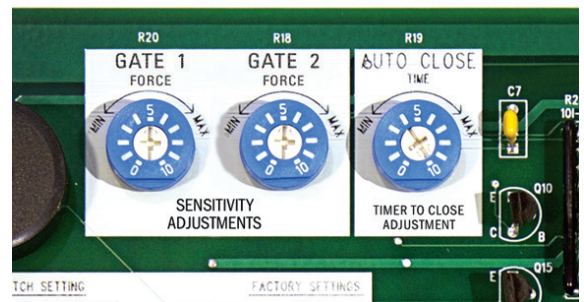 R20 R18 R19
GATE 1 GATE 2 AUTO CLOSE
FORCE FORCE TIME
MIN 5 MAX MIN 5 MAX MIN 5 MAX
0 10 0 10 0 10
SENSITIVITY
ADJUSTMENTS
TIMER TO CLOSE
ADJUSTMENT
C7
R2
10
Q10
E
C B
Q15
E
TCH SETTING FACTORY SETTINGS